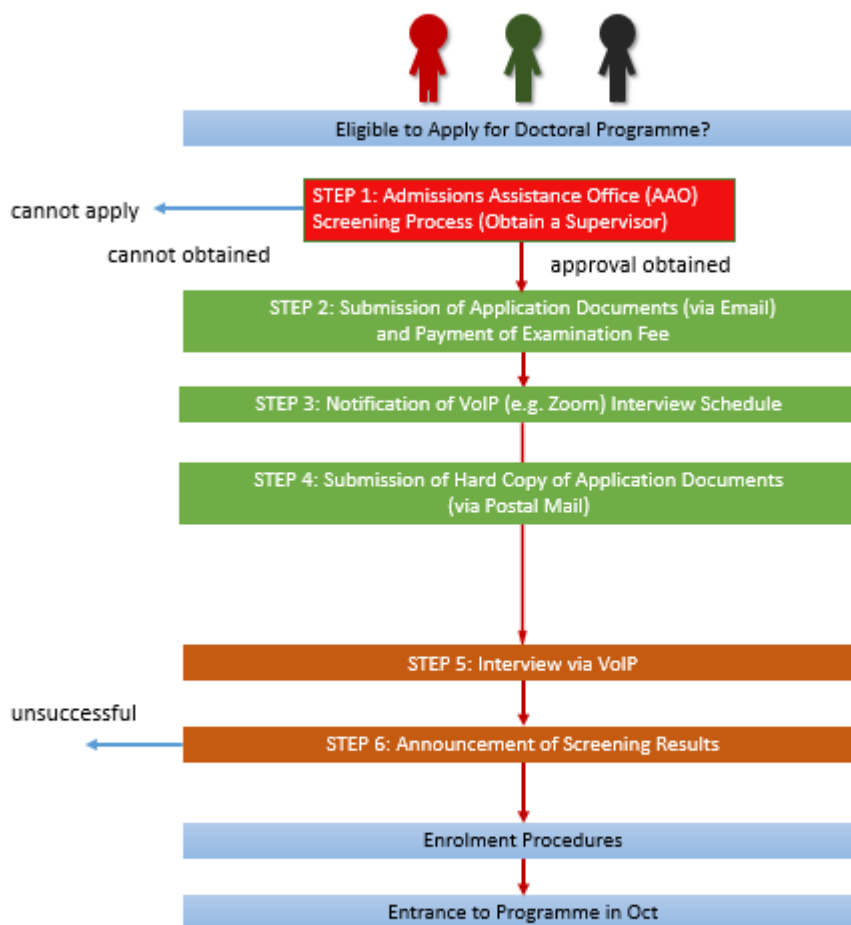 Eligible to Apply for Doctoral Programme?
STEP 1: Admissions Assistance Office (AAO)
Screening Process (Obtain a Supervisor)
cannot apply
cannot obtained
approval obtained
STEP 2: Submission of Application Documents (via Email)
and Payment of Examination Fee
STEP 3: Notification of VoIP (e.g. Zoom) Interview Schedule
STEP 4: Submission of Hard Copy of Application Documents
(via Postal Mail)
STEP 5: Interview via VoIP
unsuccessful
STEP 6: Announcement of Screening Results
Enrolment Procedures
Entrance to Programme in Oct